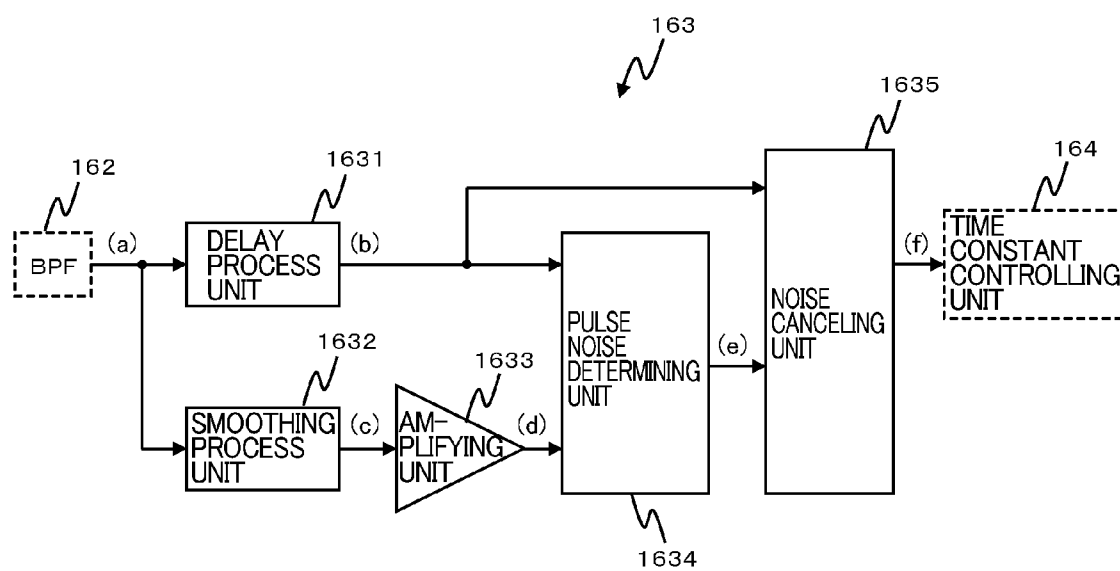 163
1635
162
1631
164
(a)
BPF
DELAY
PROCESS
UNIT
(b)
(f)
TIME
CONSTANT
CONTROLLING
UNIT
1632
1633
PULSE
NOISE
DETERMINING
UNIT
(e)
NOISE
CANCELING
UNIT
SMOOTHING
PROCESS
UNIT
(c)
AM-
PLIFYING
UNIT
(d)
1634